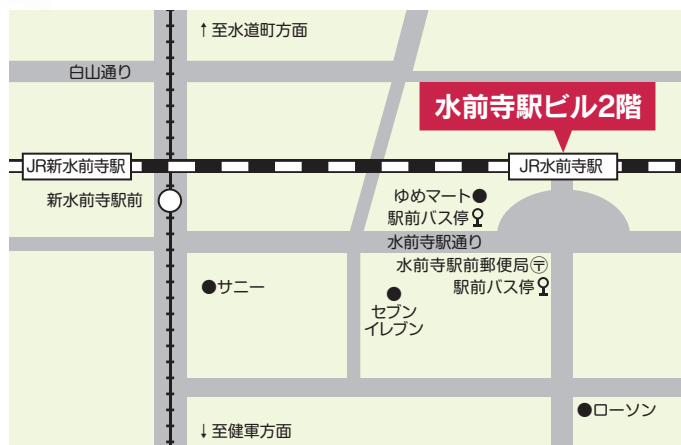 ↑至水道町方面
白山通り
水前寺駅ビル2階
JR新水前寺駅
JR水前寺駅
新水前寺駅前
ゆめマート●
駅前バス停
水前寺駅通り
水前寺駅前郵便局〶
駅前バス停
●サニー
セブン
イレブン
●ローソン
↓至健軍方面